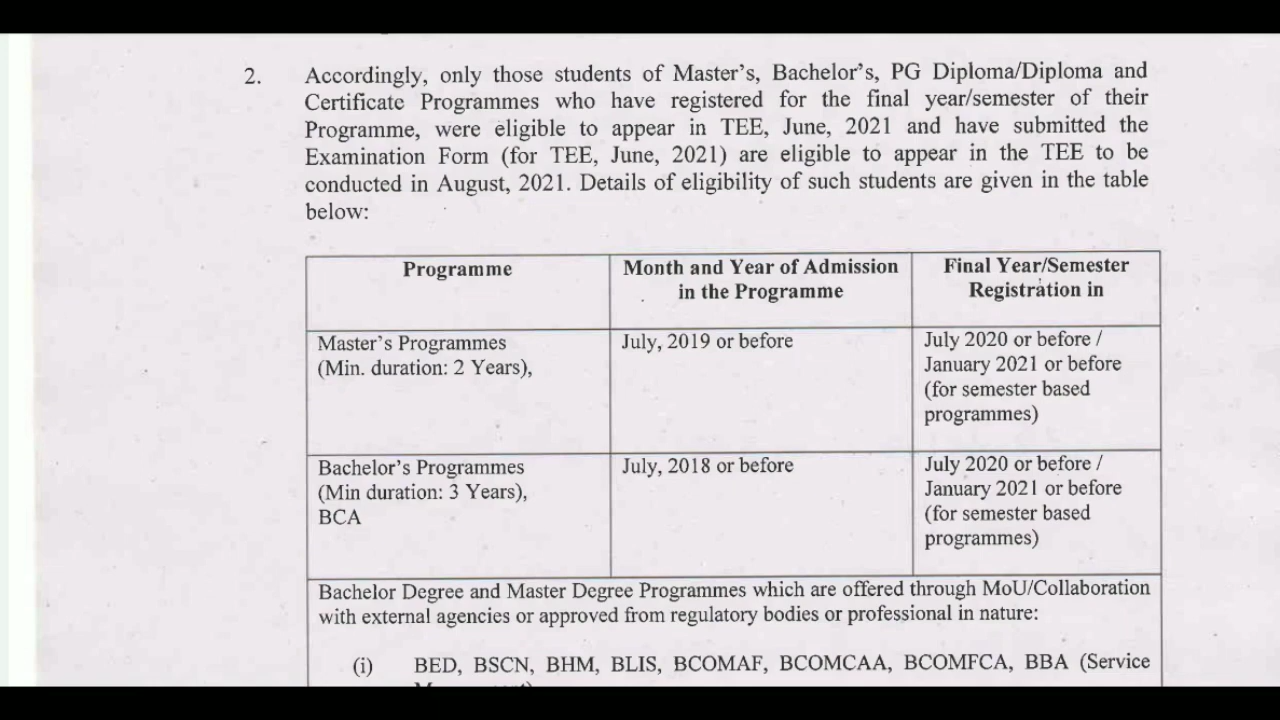 2. Accordingly, only those students of Master's, Bachelor's, PG Diploma/Diploma and
Certificate Programmes who have registered for the final year/semester of their
Programme, were eligible to appear in TEE, June, 2021 and have submitted the
Examination Form (for TEE, June, 2021) are eligible to appear in the TEE to be
conducted in August, 2021. Details of eligibility of such students are given in the table
below:
Programme
Month and Year of Admission
in the Programme
Final Year/Semester
Registration in
Master's Programmes
(Min. duration: 2 Years),
July, 2019 or before
July 2020 or before /
January 2021 or before
(for semester based
programmes)
Bachelor's Programmes
(Min duration: 3 Years),
BCA
July, 2018 or before
July 2020 or before /
January 2021 or before
(for semester based
programmes)
Bachelor Degree and Master Degree Programmes which are offered through MoU/Collaboration
with external agencies or approved from regulatory bodies or professional in nature:
(i) BED, BSCN, BHM, BLIS, BCOMAF, BCOMCAA, BCOMFCA, BBA (Service